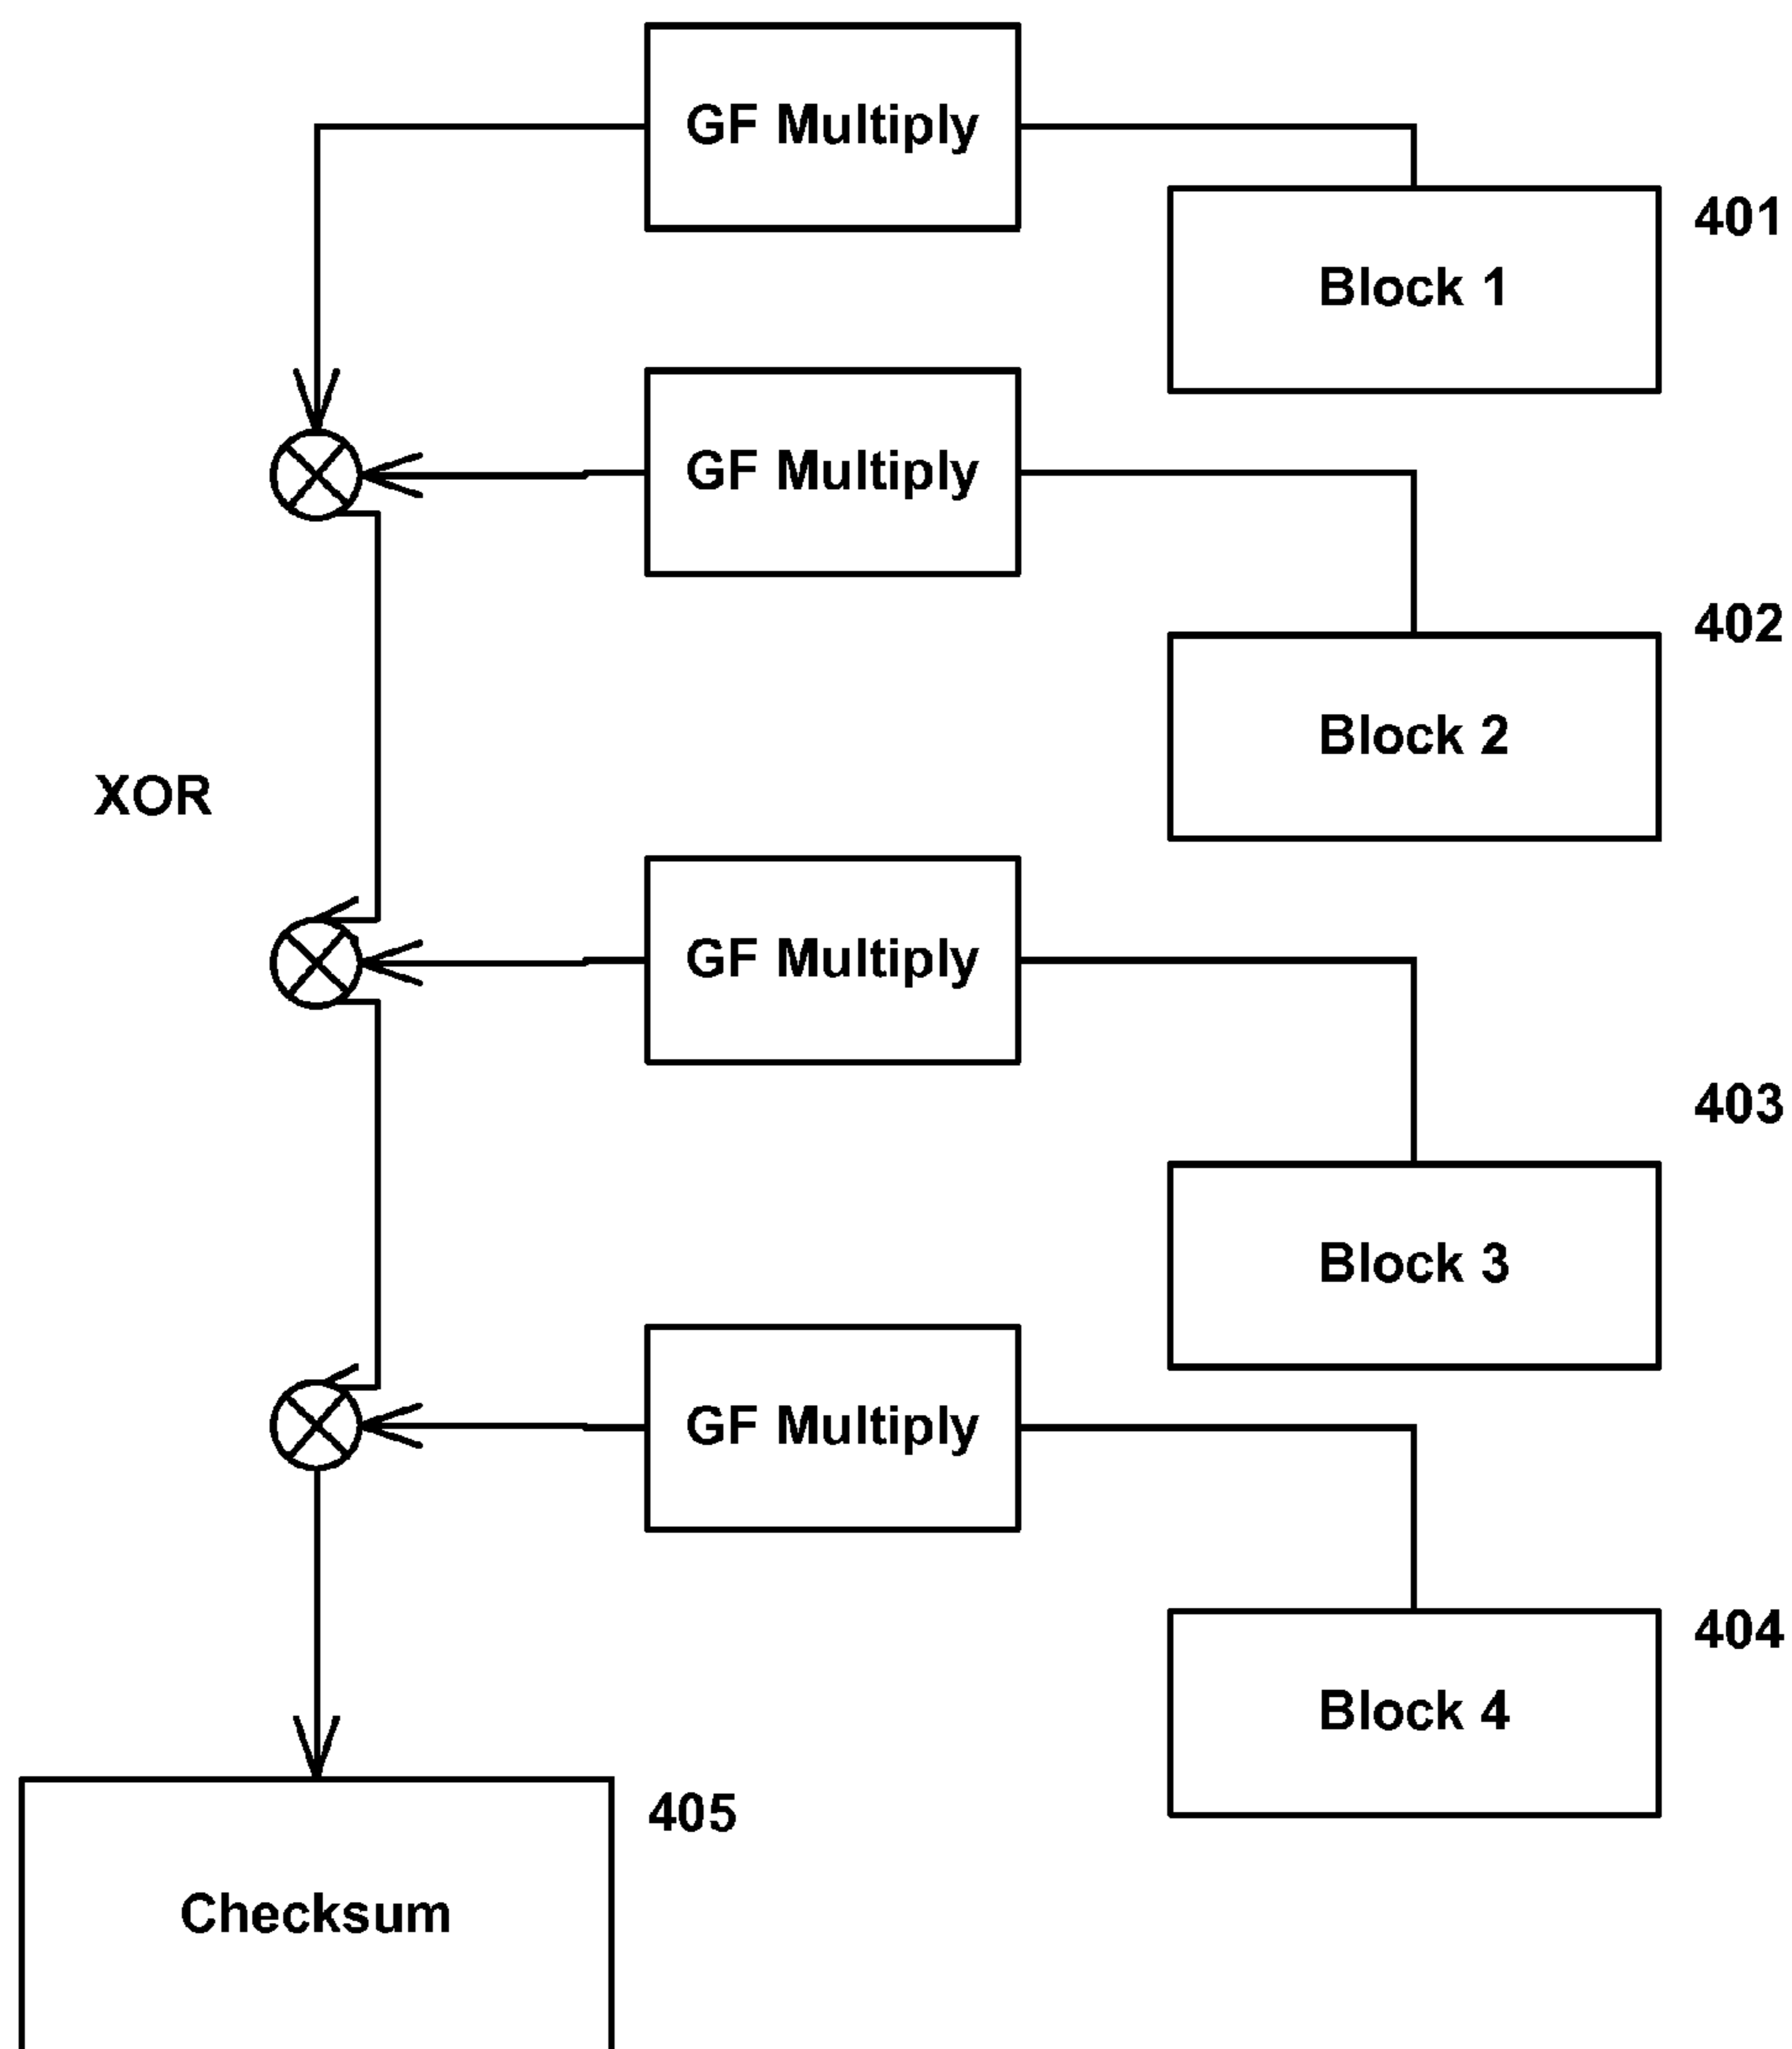 GF Multiply
401
Block 1
GF Multiply
402
Block 2
XOR
GF Multiply
403
Block 3
GF Multiply
404
Block 4
405
Checksum